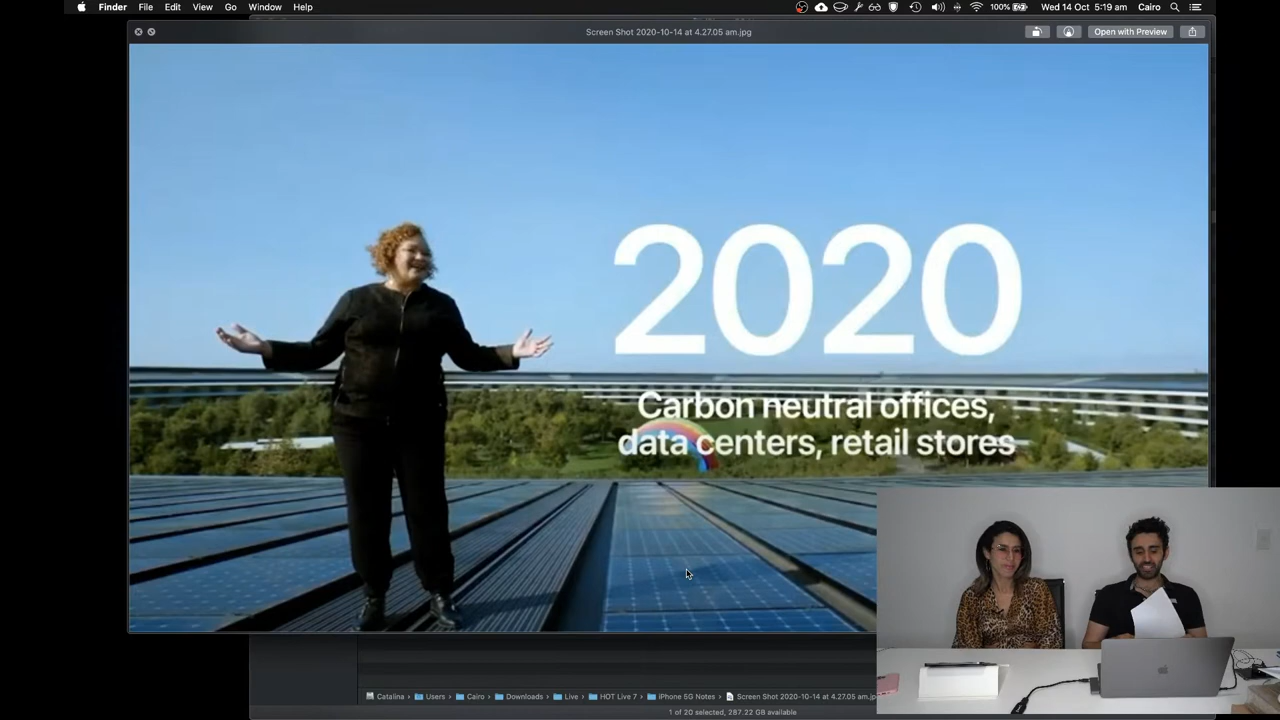 Finder File Edit View Go Window Help 100% Wed 14 Oct 5:19 am Cairo
Screen Shot 2020-10-14 at 4.27.05 am.jpg Open with Preview
2020
Carbon neutral offices,
data centers, retail stores
Catalina › Users › Cairo › Downloads › Live › HOT Live 7 › iPhone 5G Notes › Screen Shot 2020-10-14 at 4.27.05 am.jp
1 of 20 selected, 287.22 GB available